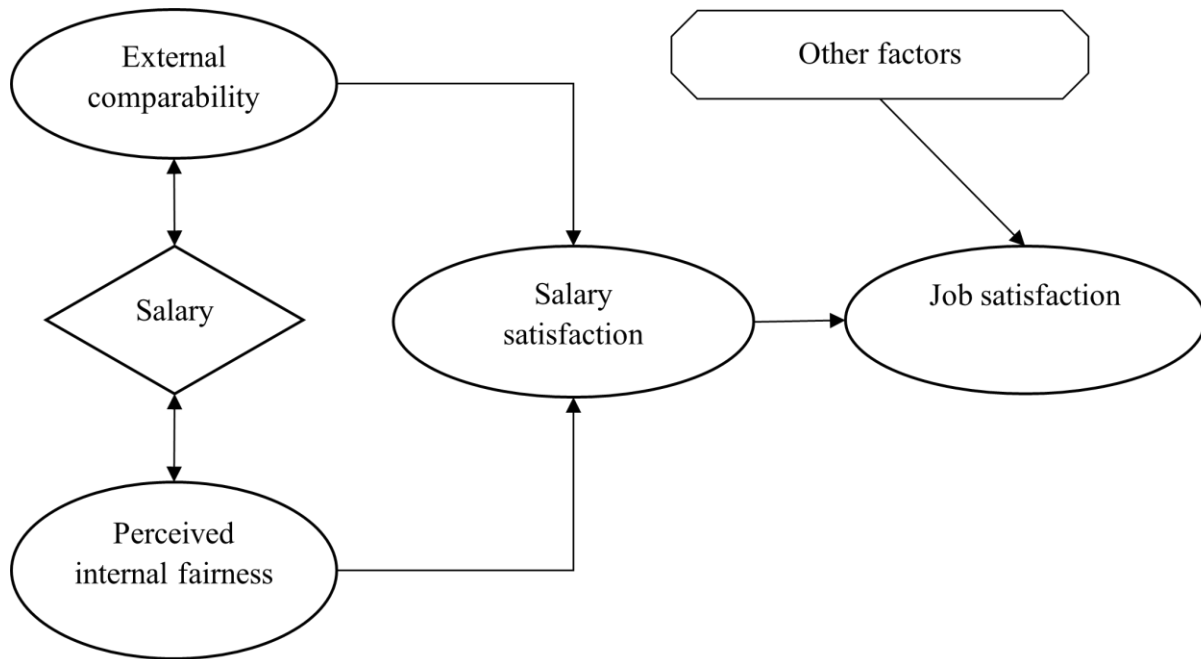 External
comparability
Other factors
Salary
Salary
satisfaction
Job satisfaction
Perceived
internal fairness